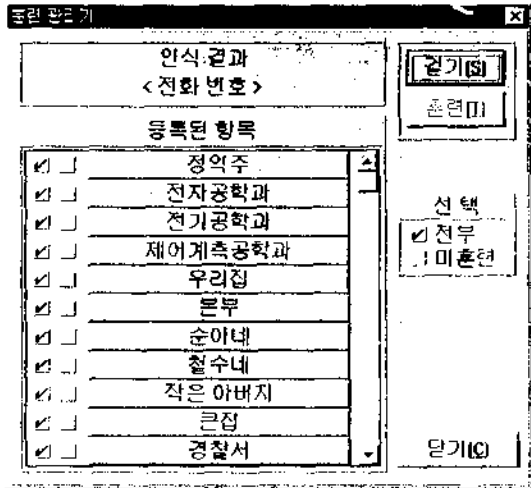 훈련 관리기
인식 결과
<전화 번호>
등록된 항목
정익주
전자공학과
전기공학과
제어계측공학과
우리집
본부
순아네
철수네
작은 아버지
큰집
경찰서
걷기(S)
훈련(T)
선택
전부
미훈련
닫기(C)